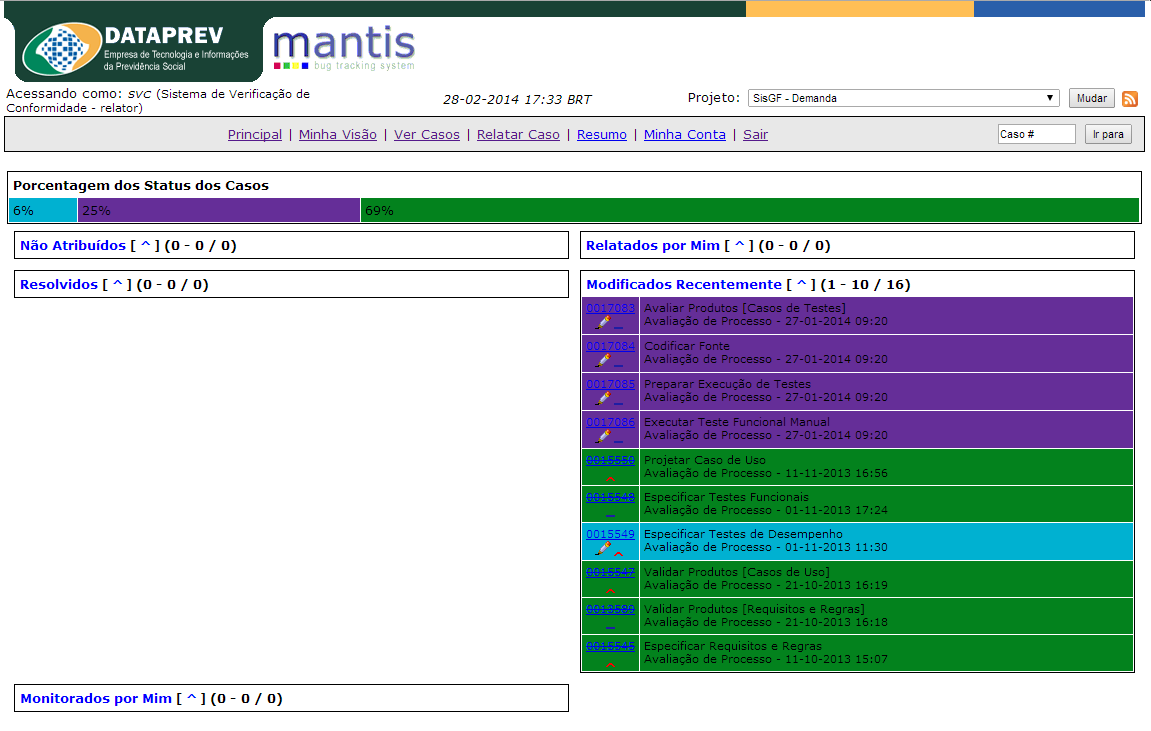 DATAPREV
Empresa de Tecnologia e Informações
da Previdência Social
mantis
bug tracking system
Acessando como: svc (Sistema de Verificação de
Conformidade - relator)
28-02-2014 17:33 BRT
Projeto: SisGF - Demanda Mudar
Principal | Minha Visão | Ver Casos | Relatar Caso | Resumo | Minha Conta | Sair
Caso # Ir para
Porcentagem dos Status dos Casos
6% 25% 69%
Não Atribuídos [ ^ ] (0 - 0 / 0)
Relatados por Mim [ ^ ] (0 - 0 / 0)
Resolvidos [ ^ ] (0 - 0 / 0)
Modificados Recentemente [ ^ ] (1 - 10 / 16)
0017083 Avaliar Produtos [Casos de Testes]
Avaliação de Processo - 27-01-2014 09:20
0017084 Codificar Fonte
Avaliação de Processo - 27-01-2014 09:20
0017085 Preparar Execução de Testes
Avaliação de Processo - 27-01-2014 09:20
0017086 Executar Teste Funcional Manual
Avaliação de Processo - 27-01-2014 09:20
0015550 Projetar Caso de Uso
Avaliação de Processo - 11-11-2013 16:56
0015548 Especificar Testes Funcionais
Avaliação de Processo - 01-11-2013 17:24
0015549 Especificar Testes de Desempenho
Avaliação de Processo - 01-11-2013 11:30
0015547 Validar Produtos [Casos de Uso]
Avaliação de Processo - 21-10-2013 16:19
Validar Produtos [Requisitos e Regras]
Avaliação de Processo - 21-10-2013 16:18
Especificar Requisitos e Regras
Avaliação de Processo - 11-10-2013 15:07
Monitorados por Mim [ ^ ] (0 - 0 / 0)